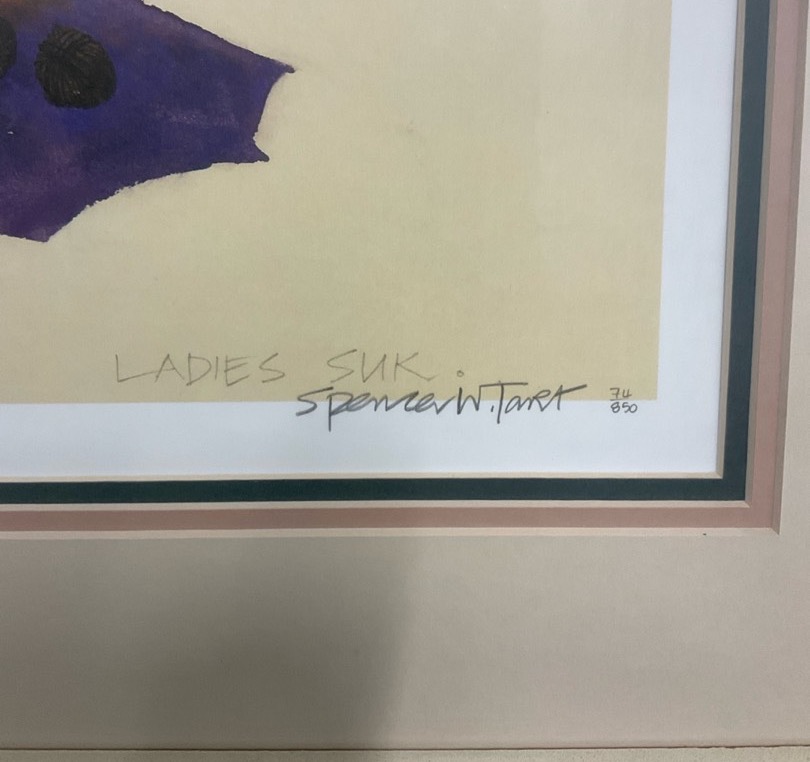 LADIES SUK.
Spencer W. Tart
74
850